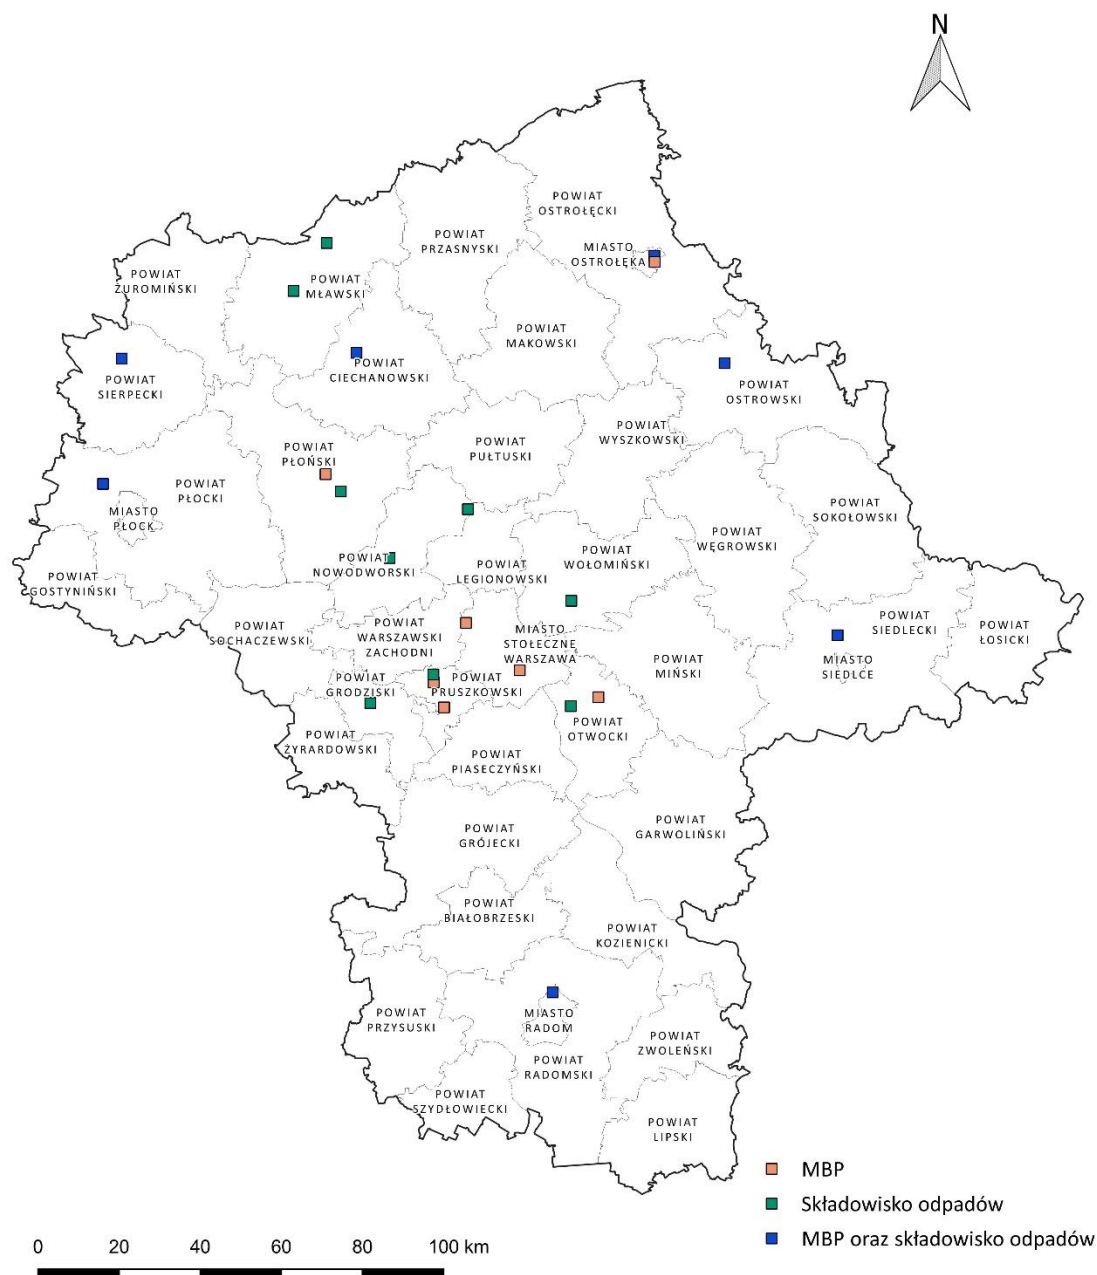 N
POWIAT
OSTROŁĘCKI
POWIAT
PRZASNYSKI
MIASTO
OSTROŁĘKA
POWIAT
ŻUROMIŃSKI
POWIAT
MŁAWSKI
POWIAT
MAKOWSKI
POWIAT
CIECHANOWSKI
POWIAT
SIERPECKI
POWIAT
OSTROWSKI
POWIAT
WYSZKOWSKI
POWIAT
PŁOŃSKI
POWIAT
PUŁTUSKI
POWIAT
PŁOCKI
MIASTO
PŁOCK
POWIAT
SOKOŁOWSKI
POWIAT
WĘGROWSKI
POWIAT
GOSTYNIŃSKI
POWIAT
NOWODWORSKI
POWIAT
LEGIONOWSKI
POWIAT
WOŁOMIŃSKI
POWIAT
SOCHACZEWSKI
POWIAT
WARSZAWSKI
ZACHODNI
MIASTO
STOŁECZNE
WARSZAWA
POWIAT
SIEDLECKI
POWIAT
ŁOSICKI
POWIAT
MIŃSKI
MIASTO
SIEDLCE
POWIAT
GRODZISKI
POWIAT
PRUSZKOWSKI
POWIAT
OTWOCKI
POWIAT
ŻYRARDOWSKI
POWIAT
PIASECZYŃSKI
POWIAT
GRÓJECKI
POWIAT
GARWOLIŃSKI
POWIAT
BIAŁOBRZESKI
POWIAT
KOZIENICKI
POWIAT
PRZYSUSKI
MIASTO
RADOM
POWIAT
ZWOLEŃSKI
POWIAT
RADOMSKI
POWIAT
SZYDŁOWIECKI
POWIAT
LIPSKI
MBP
Składowisko odpadów
MBP oraz składowisko odpadów
0 20 40 60 80 100 km